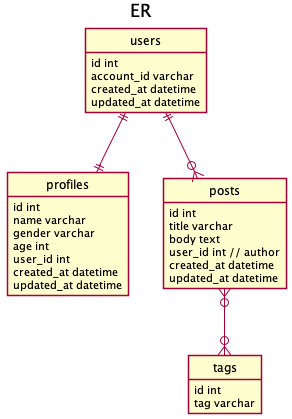 ER
users
id int
account_id varchar
created_at datetime
updated_at datetime
profiles
id int
name varchar
gender varchar
age int
user_id int
created_at datetime
updated_at datetime
posts
id int
title varchar
body text
user_id int // author
created_at datetime
updated_at datetime
tags
id int
tag varchar